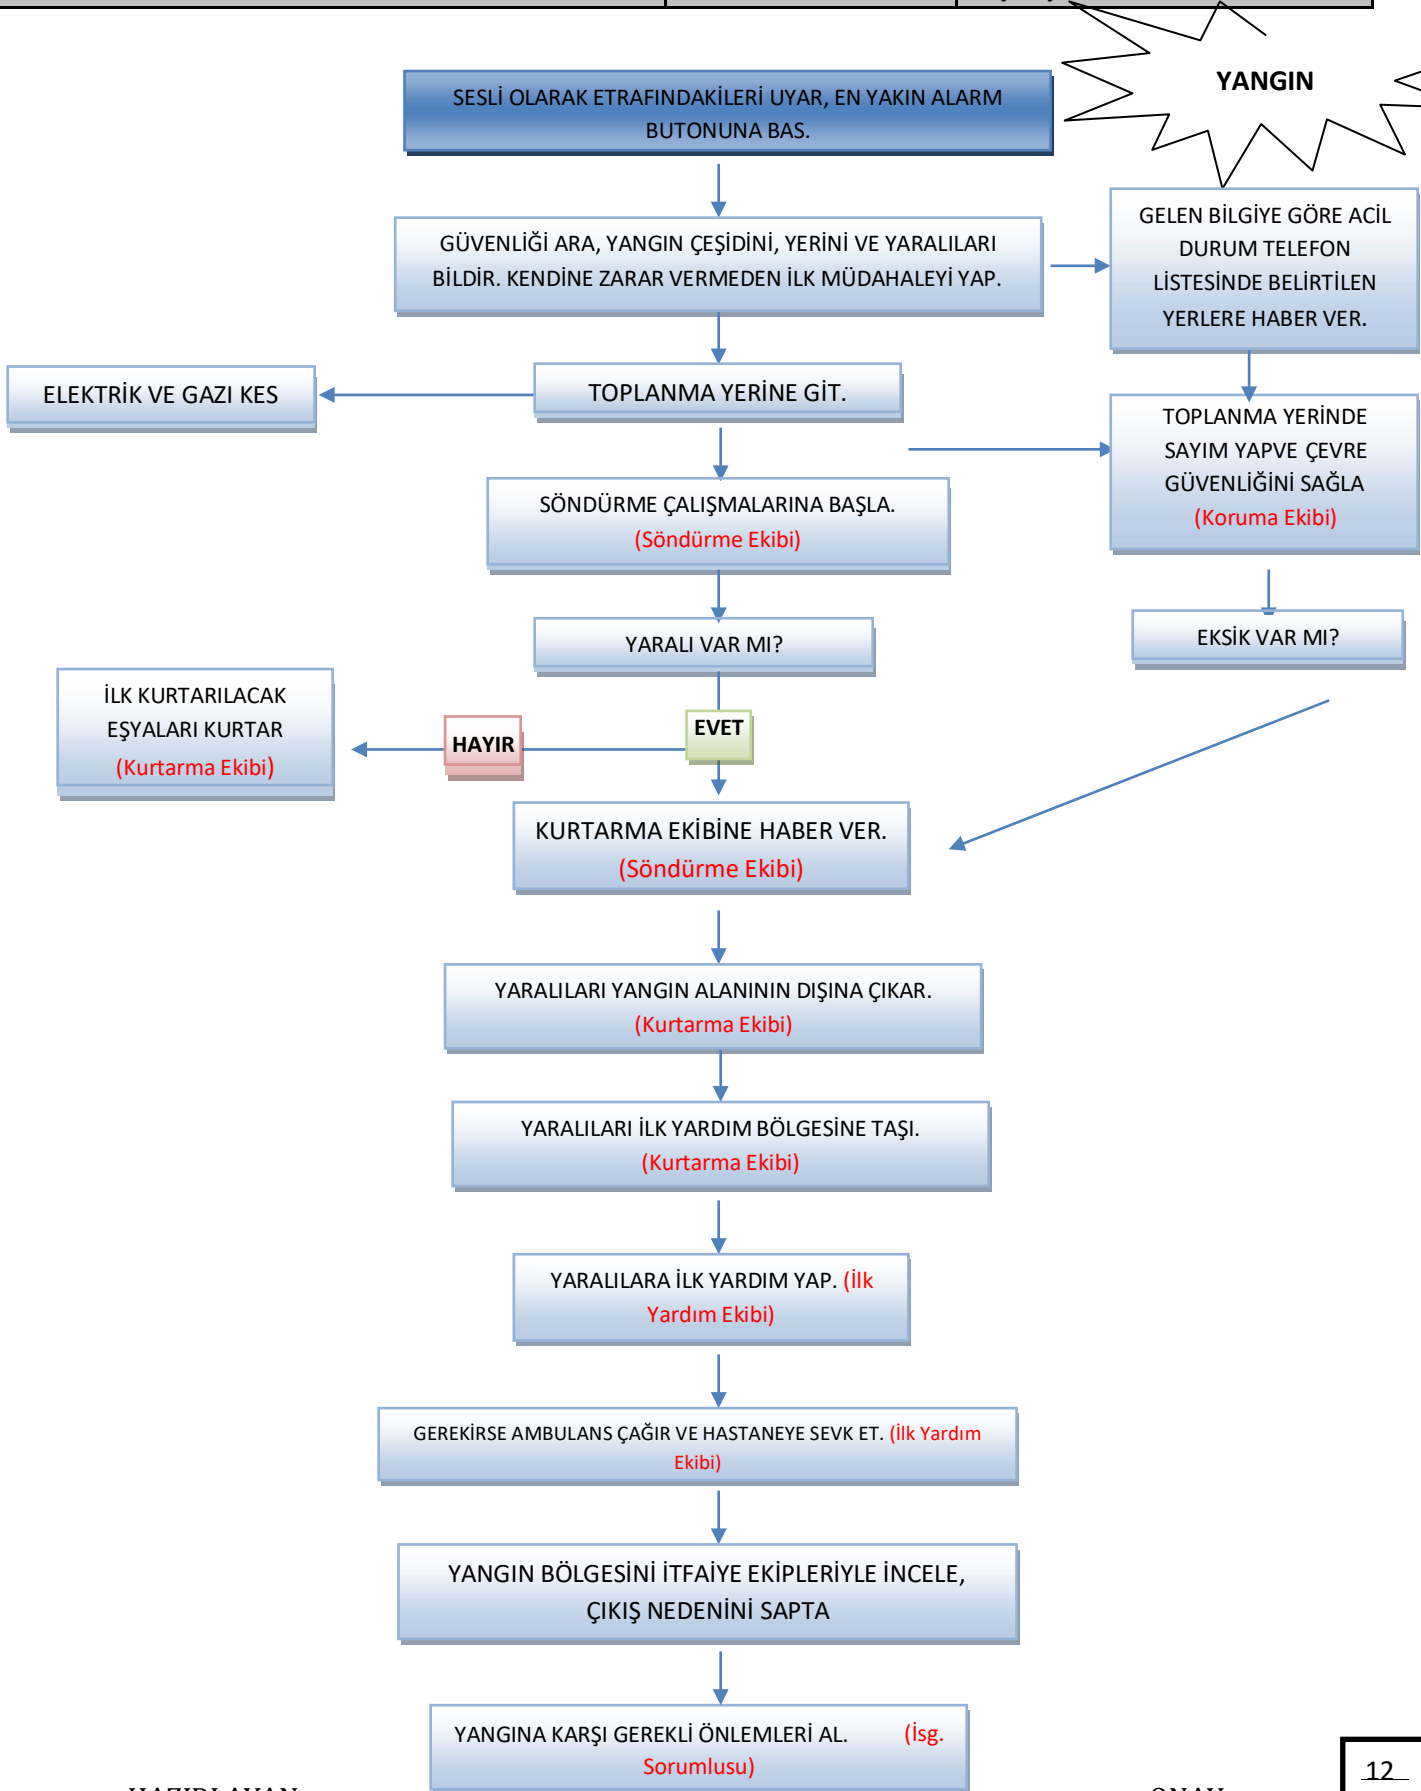 YANGIN
SESLİ OLARAK ETRAFINDAKİLERİ UYAR, EN YAKIN ALARM
BUTONUNA BAS.
GÜVENLİĞİ ARA, YANGIN ÇEŞİDİNİ, YERİNİ VE YARALILARI
BİLDİR. KENDİNE ZARAR VERMEDEN İLK MÜDAHALEYİ YAP.
GELEN BİLGİYE GÖRE ACİL
DURUM TELEFON
LİSTESİNDE BELİRTİLEN
YERLERE HABER VER.
ELEKTRİK VE GAZI KES
TOPLANMA YERİNE GİT.
TOPLANMA YERİNDE
SAYIM YAPVE ÇEVRE
GÜVENLİĞİNİ SAĞLA
(Koruma Ekibi)
SÖNDÜRME ÇALIŞMALARINA BAŞLA.
(Söndürme Ekibi)
YARALI VAR MI?
EKSİK VAR MI?
İLK KURTARILACAK
EŞYALARI KURTAR
(Kurtarma Ekibi)
HAYIR
EVET
KURTARMA EKİBİNE HABER VER.
(Söndürme Ekibi)
YARALILARI YANGIN ALANININ DIŞINA ÇIKAR.
(Kurtarma Ekibi)
YARALILARI İLK YARDIM BÖLGESİNE TAŞI.
(Kurtarma Ekibi)
YARALILARA İLK YARDIM YAP. (İlk
Yardım Ekibi)
GEREKİRSE AMBULANS ÇAĞIR VE HASTANEYE SEVK ET. (İlk Yardım
Ekibi)
YANGIN BÖLGESİNİ İTFAİYE EKİPLERİYLE İNCELE,
ÇIKIŞ NEDENİNİ SAPTA
YANGINA KARŞI GEREKLİ ÖNLEMLERİ AL. (İsg.
Sorumlusu)
HAZIRLAYAN
ONAY
12